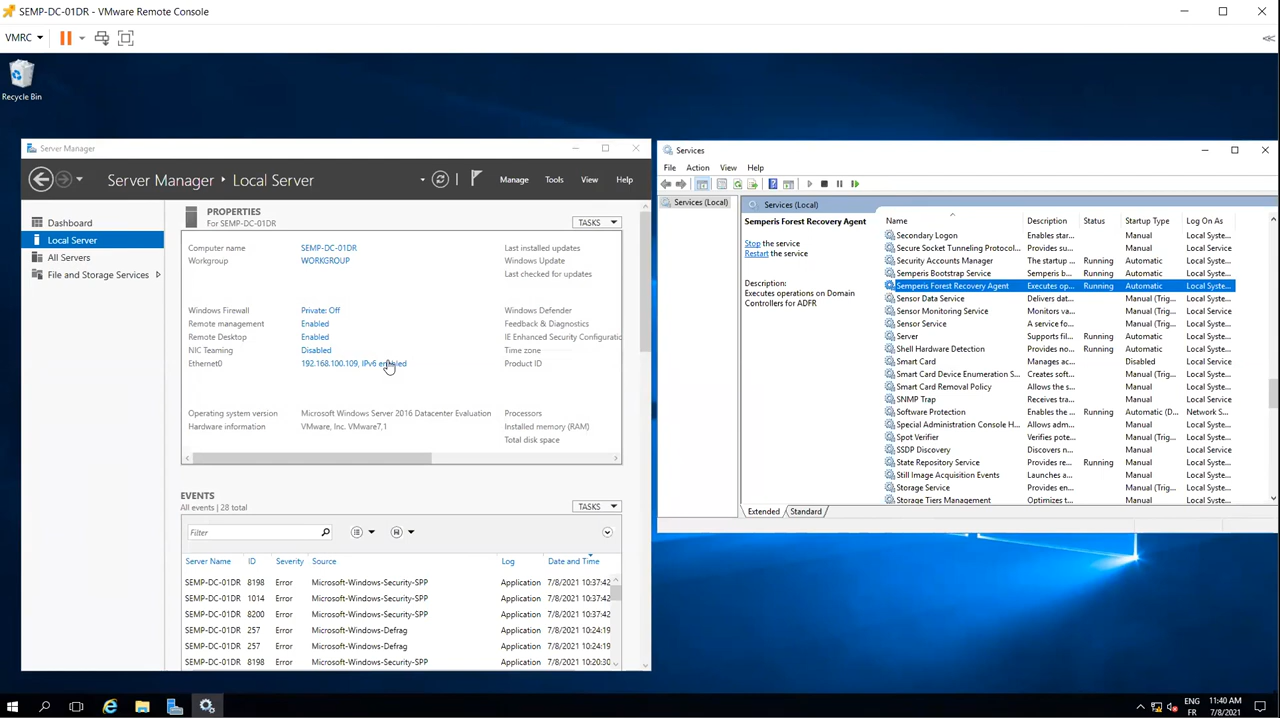 SEMP-DC-01DR - VMware Remote Console
VMRC
Recycle Bin
Server Manager
Server Manager
Local Server
Manage
Tools
View
Help
Dashboard
Local Server
All Servers
File and Storage Services
PROPERTIES
For SEMP-DC-01DR
TASKS
Computer name SEMP-DC-01DR Last installed updates
Workgroup WORKGROUP Windows Update
Last checked for updates
Windows Firewall Private: Off Windows Defender
Remote management Enabled Feedback & Diagnostics
Remote Desktop Enabled IE Enhanced Security Configuratio
NIC Teaming Disabled Time zone
Ethernet0 192.168.100.109, IPv6 enabled Product ID
Operating system version Microsoft Windows Server 2016 Datacenter Evaluation Processors
Hardware information VMware, Inc. VMware7,1 Installed memory (RAM)
Total disk space
EVENTS
All events | 28 total
TASKS
Filter
Server Name ID Severity Source Log Date and Time
SEMP-DC-01DR 8198 Error Microsoft-Windows-Security-SPP Application 7/8/2021 10:37:42
SEMP-DC-01DR 1014 Error Microsoft-Windows-Security-SPP Application 7/8/2021 10:37:42
SEMP-DC-01DR 8200 Error Microsoft-Windows-Security-SPP Application 7/8/2021 10:37:42
SEMP-DC-01DR 257 Error Microsoft-Windows-Defrag Application 7/8/2021 10:24:19
SEMP-DC-01DR 257 Error Microsoft-Windows-Defrag Application 7/8/2021 10:24:19
SEMP-DC-01DR 8198 Error Microsoft-Windows-Security-SPP Application 7/8/2021 10:20:30
Services
File Action View Help
Services (Local)
Services (Local)
Semperis Forest Recovery Agent
Stop the service
Restart the service
Description:
Executes operations on Domain
Controllers for ADFR
Name Description Status Startup Type Log On As
Secondary Logon Enables star... Manual Local Syste...
Secure Socket Tunneling Protocol... Provides su... Manual Local Service
Security Accounts Manager The startup ... Running Automatic Local Syste...
Semperis Bootstrap Service Semperis b... Running Automatic Local Syste...
Semperis Forest Recovery Agent Executes op... Running Automatic Local Syste...
Sensor Data Service Delivers dat... Manual (Trig... Local Syste...
Sensor Monitoring Service Monitors va... Manual (Trig... Local Service
Sensor Service A service fo... Manual (Trig... Local Syste...
Server Supports fil... Running Automatic Local Syste...
Shell Hardware Detection Provides no... Running Automatic Local Syste...
Smart Card Manages ac... Disabled Local Service
Smart Card Device Enumeration S... Creates soft... Manual (Trig... Local Syste...
Smart Card Removal Policy Allows the s... Manual Local Syste...
SNMP Trap Receives tra... Manual Local Service
Software Protection Enables the ... Running Automatic (D... Network S...
Special Administration Console H... Allows adm... Manual Local Syste...
Spot Verifier Verifies pote... Manual (Trig... Local Syste...
SSDP Discovery Discovers n... Manual Local Service
State Repository Service Provides re... Running Manual Local Syste...
Still Image Acquisition Events Launches a... Manual Local Syste...
Storage Service Provides en... Manual (Trig... Local Syste...
Storage Tiers Management Optimizes t... Manual Local Syste...
Extended Standard
ENG
FR
11:40 AM
7/8/2021